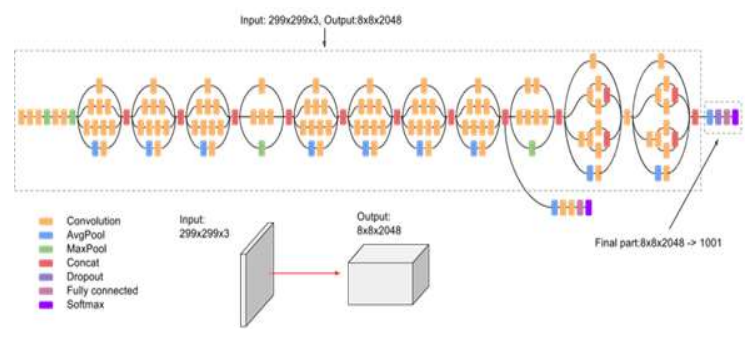 Input: 299x299x3, Output:8x8x2048
Convolution
AvgPool
MaxPool
Concat
Dropout
Fully connected
Softmax
Input:
299x299x3
Output:
8x8x2048
Final part:8x8x2048 -> 1001